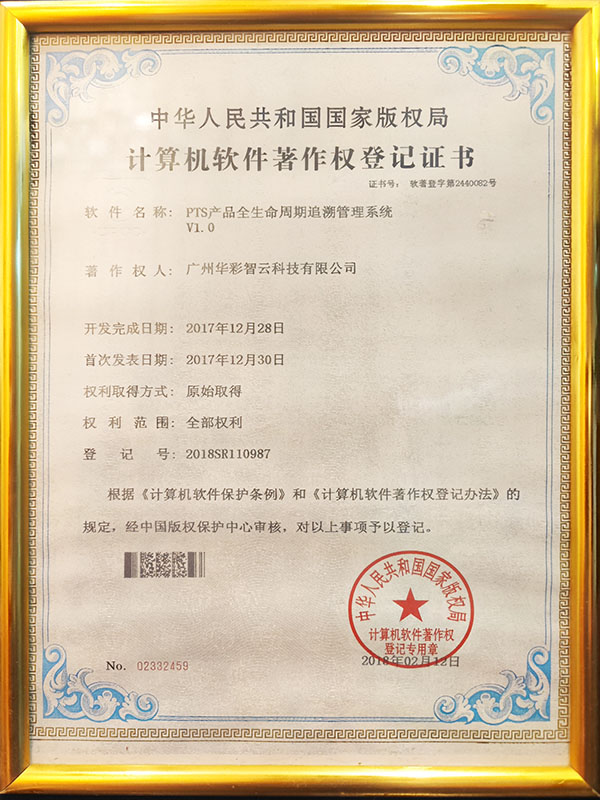 中华人民共和国国家版权局
计算机软件著作权登记证书
证书号: 软著登字第2440082号
软件名称: PTS产品全生命周期追溯管理系统
V1.0
著作权人: 广州华彩智云科技有限公司
开发完成日期: 2017年12月28日
首次发表日期: 2017年12月30日
权利取得方式: 原始取得
权利范围: 全部权利
登记号: 2018SR110987
根据《计算机软件保护条例》和《计算机软件著作权登记办法》的
规定，经中国版权保护中心审核，对以上事项予以登记。
中华人民共和国国家版权局
计算机软件著作权
登记专用章
2018年02月12日
No. 02332459